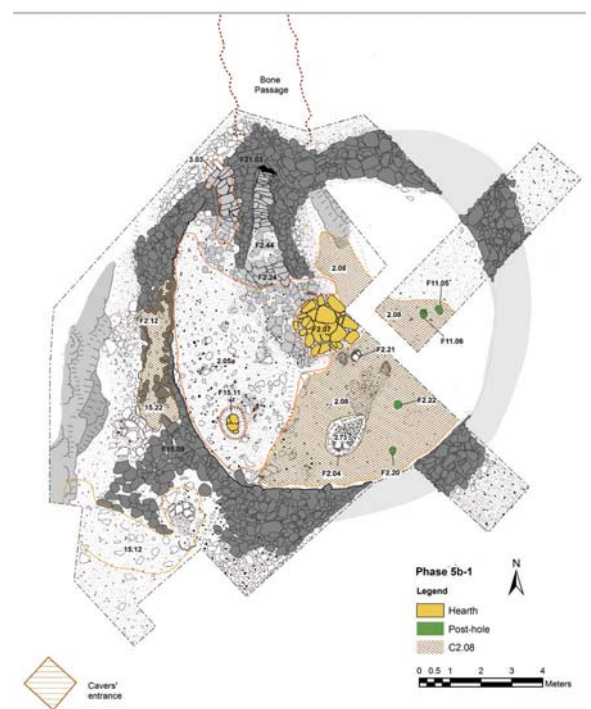 Bone
Passage
3.03
F21.03
F2.44
F2.24
2.08
F2.12
F2.07
2.08
F11.05
F11.06
2.05a
F2.21
F15.11
2.08
F2.22
15.22
2.73
F2.04
F2.20
15.12
Phase 5b-1
N
Legend
Hearth
Post-hole
C2.08
0 0.5 1 2 3 4
Meters
Cavers'
entrance